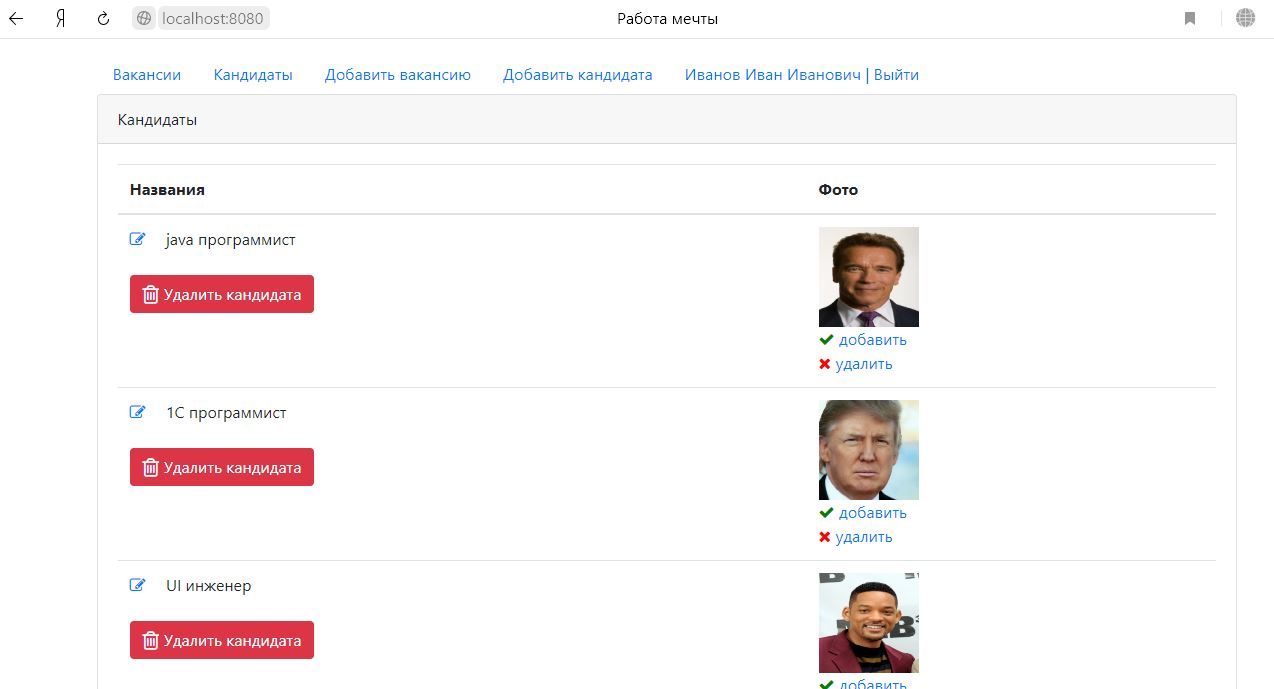 localhost:8080 Работа мечты
Вакансии Кандидаты Добавить вакансию Добавить кандидата Иванов Иван Иванович | Выйти
Кандидаты
Названия Фото
java программист
Удалить кандидата
добавить
удалить
1С программист
Удалить кандидата
добавить
удалить
UI инженер
Удалить кандидата
добавить